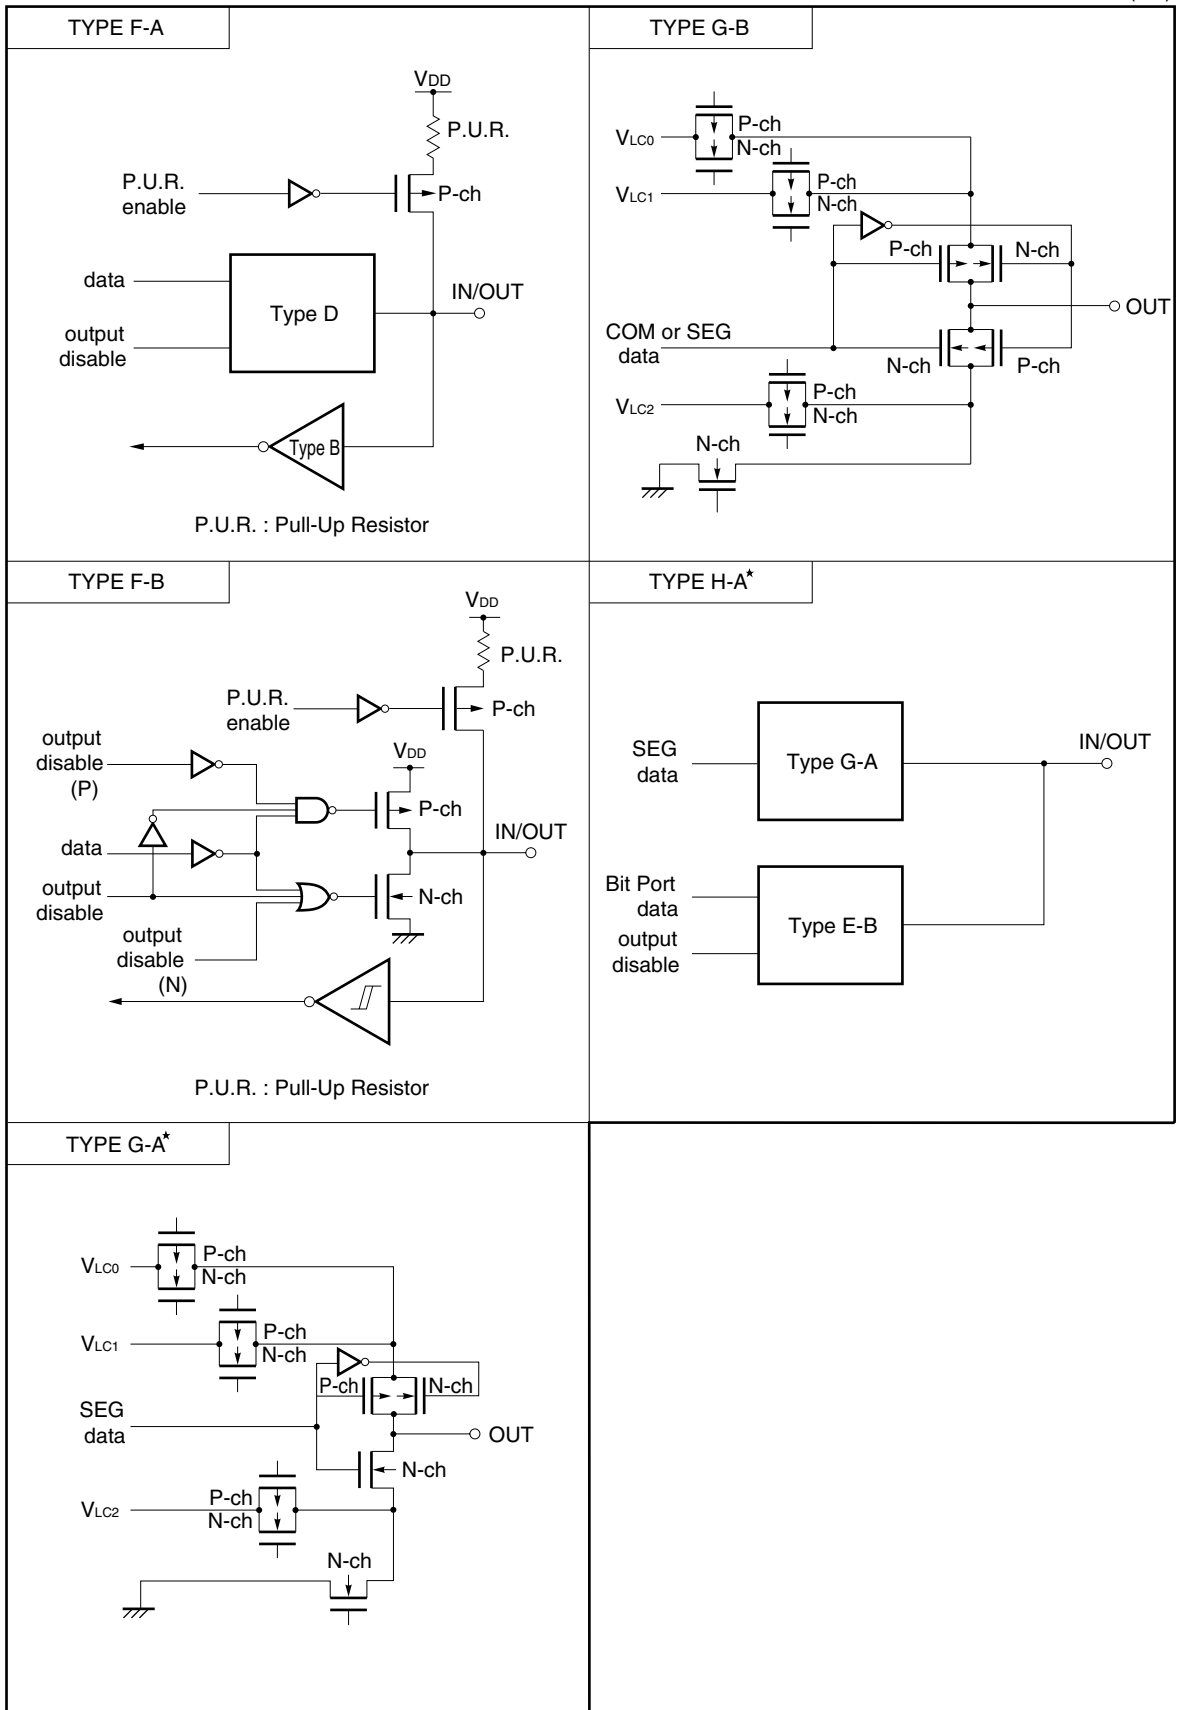 TYPE F-A
VDD
P.U.R.
P.U.R.
enable
P-ch
data
Type D
IN/OUT
output
disable
Type B
P.U.R. : Pull-Up Resistor
TYPE G-B
VLC0
P-ch
N-ch
VLC1
P-ch
N-ch
P-ch
N-ch
OUT
COM or SEG
data
N-ch
P-ch
VLC2
P-ch
N-ch
N-ch
TYPE F-B
VDD
P.U.R.
P.U.R.
enable
P-ch
output
disable
(P)
VDD
P-ch
IN/OUT
data
output
disable
N-ch
output
disable
(N)
P.U.R. : Pull-Up Resistor
TYPE H-A★
SEG
data
Type G-A
IN/OUT
Bit Port
data
Type E-B
output
disable
TYPE G-A★
VLC0
P-ch
N-ch
VLC1
P-ch
N-ch
P-ch
N-ch
SEG
data
OUT
N-ch
VLC2
P-ch
N-ch
N-ch